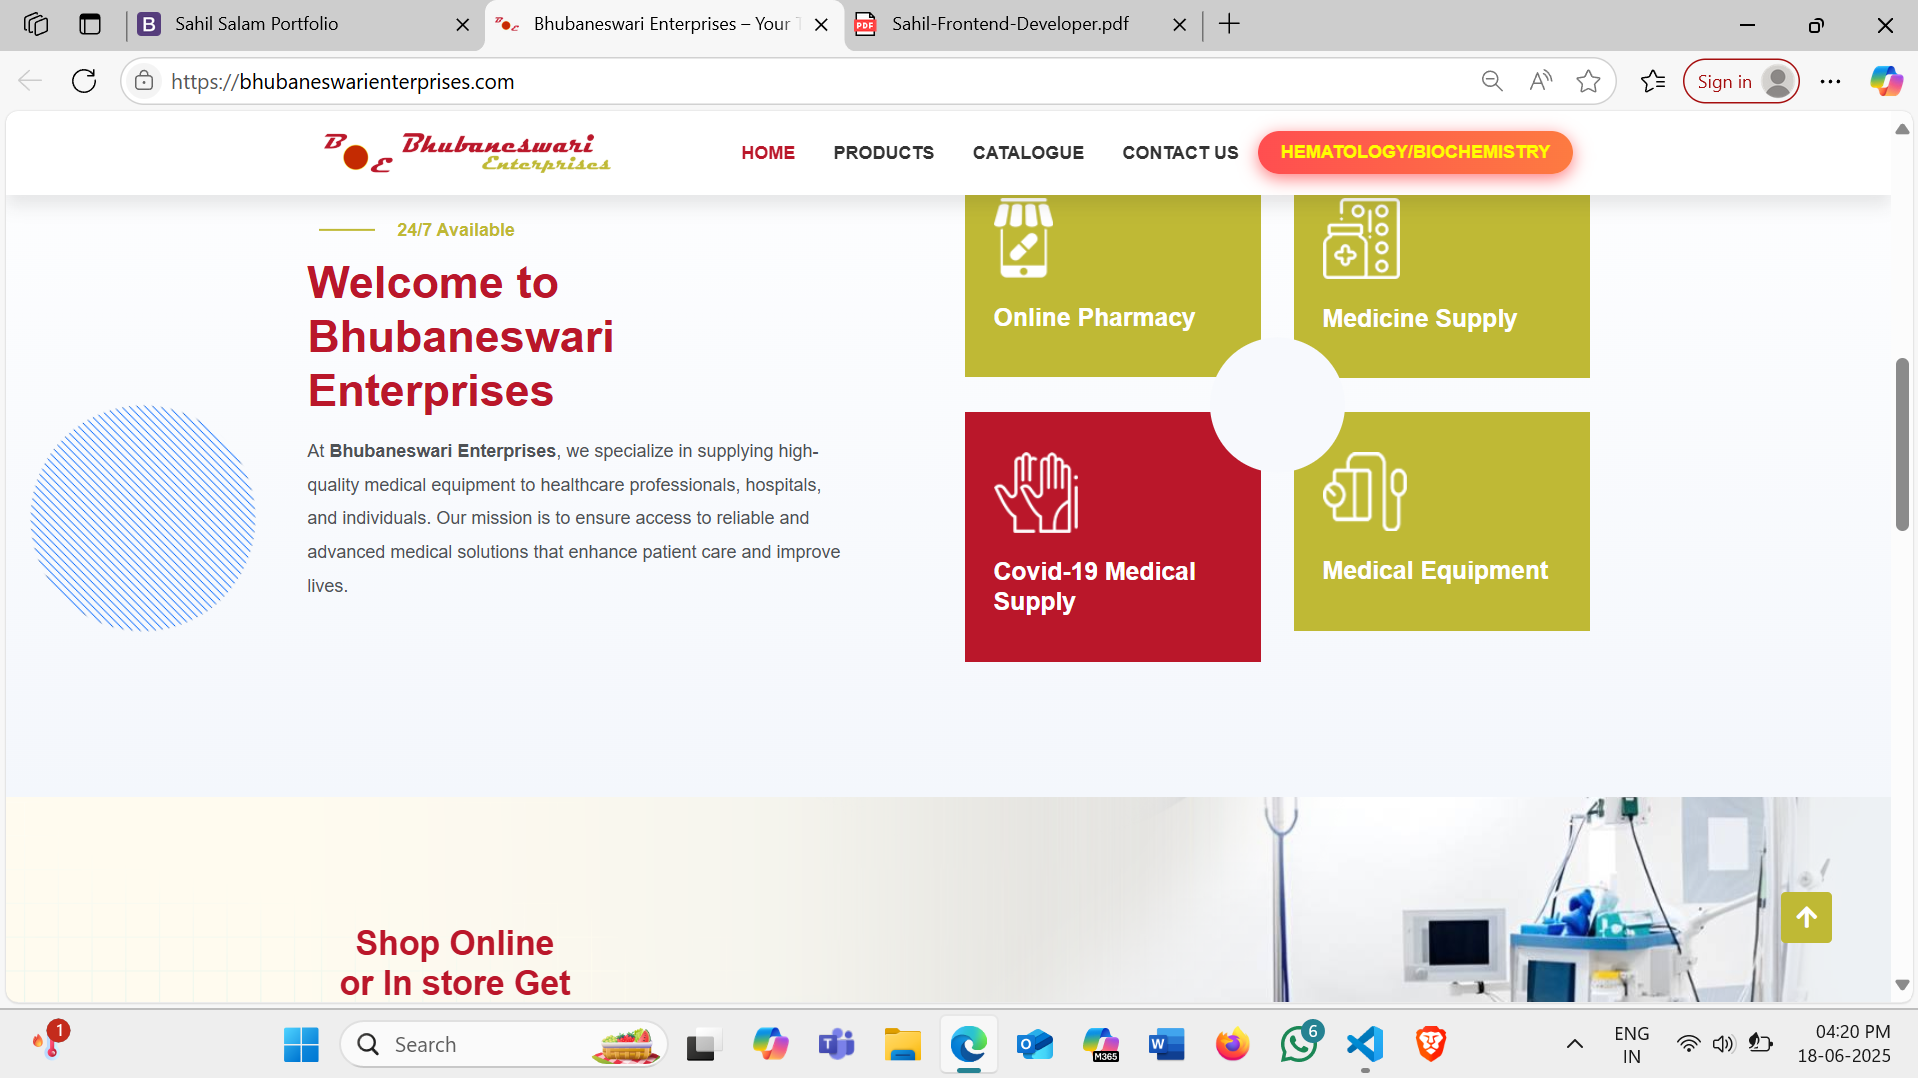 Sahil Salam Portfolio
Bhubaneswari Enterprises – Your T
Sahil-Frontend-Developer.pdf
https://bhubaneswarienterprises.com
Sign in
B E Bhubaneswari
Enterprises
HOME
PRODUCTS
CATALOGUE
CONTACT US
HEMATOLOGY/BIOCHEMISTRY
24/7 Available
Welcome to
Bhubaneswari
Enterprises
At Bhubaneswari Enterprises, we specialize in supplying high-
quality medical equipment to healthcare professionals, hospitals,
and individuals. Our mission is to ensure access to reliable and
advanced medical solutions that enhance patient care and improve
lives.
Online Pharmacy
Medicine Supply
Covid-19 Medical
Supply
Medical Equipment
Shop Online
or In store Get
1
Search
M365
6
ENG
IN
04:20 PM
18-06-2025